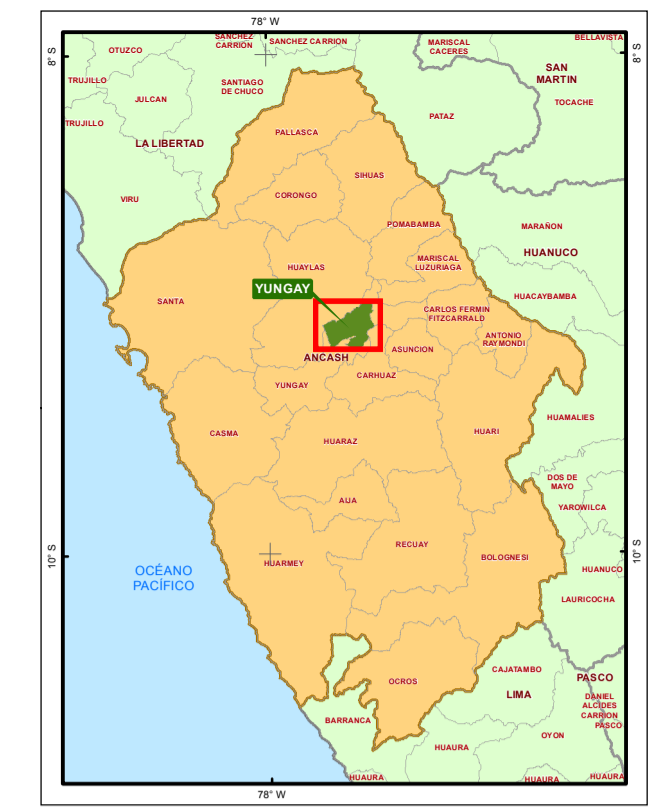 78° W
8° S
8° S
OTUZCO
SANCHEZ
CARRIÓN
SANCHEZ CARRION
MARISCAL
CACERES
BELLAVISTA
TRUJILLO
JULCAN
SANTIAGO
DE CHUCO
SAN
MARTIN
TOCACHE
TRUJILLO
PATAZ
LA LIBERTAD
PALLASCA
SIHUAS
VIRU
CORONGO
POMABAMBA
MARAÑON
HUANUCO
HUAYLAS
MARISCAL
LUZURIAGA
YUNGAY
SANTA
HUACAYBAMBA
CARLOS FERMIN
FITZCARRALD
ANTONIO
RAYMONDI
ANCASH
ASUNCION
CARHUAZ
YUNGAY
HUAMALIES
CASMA
HUARAZ
HUARI
DOS DE
MAYO
YAROWILCA
AIJA
RECUAY
10° S
10° S
BOLOGNESI
HUARMEY
HUANUCO
OCÉANO
PACÍFICO
LAURICOCHA
CAJATAMBO
PASCO
OCROS
LIMA
DANIEL
ALCIDES
CARRION
PASCO
BARRANCA
OYON
HUAURA
HUAURA
HUAURA
HUAURA
78° W